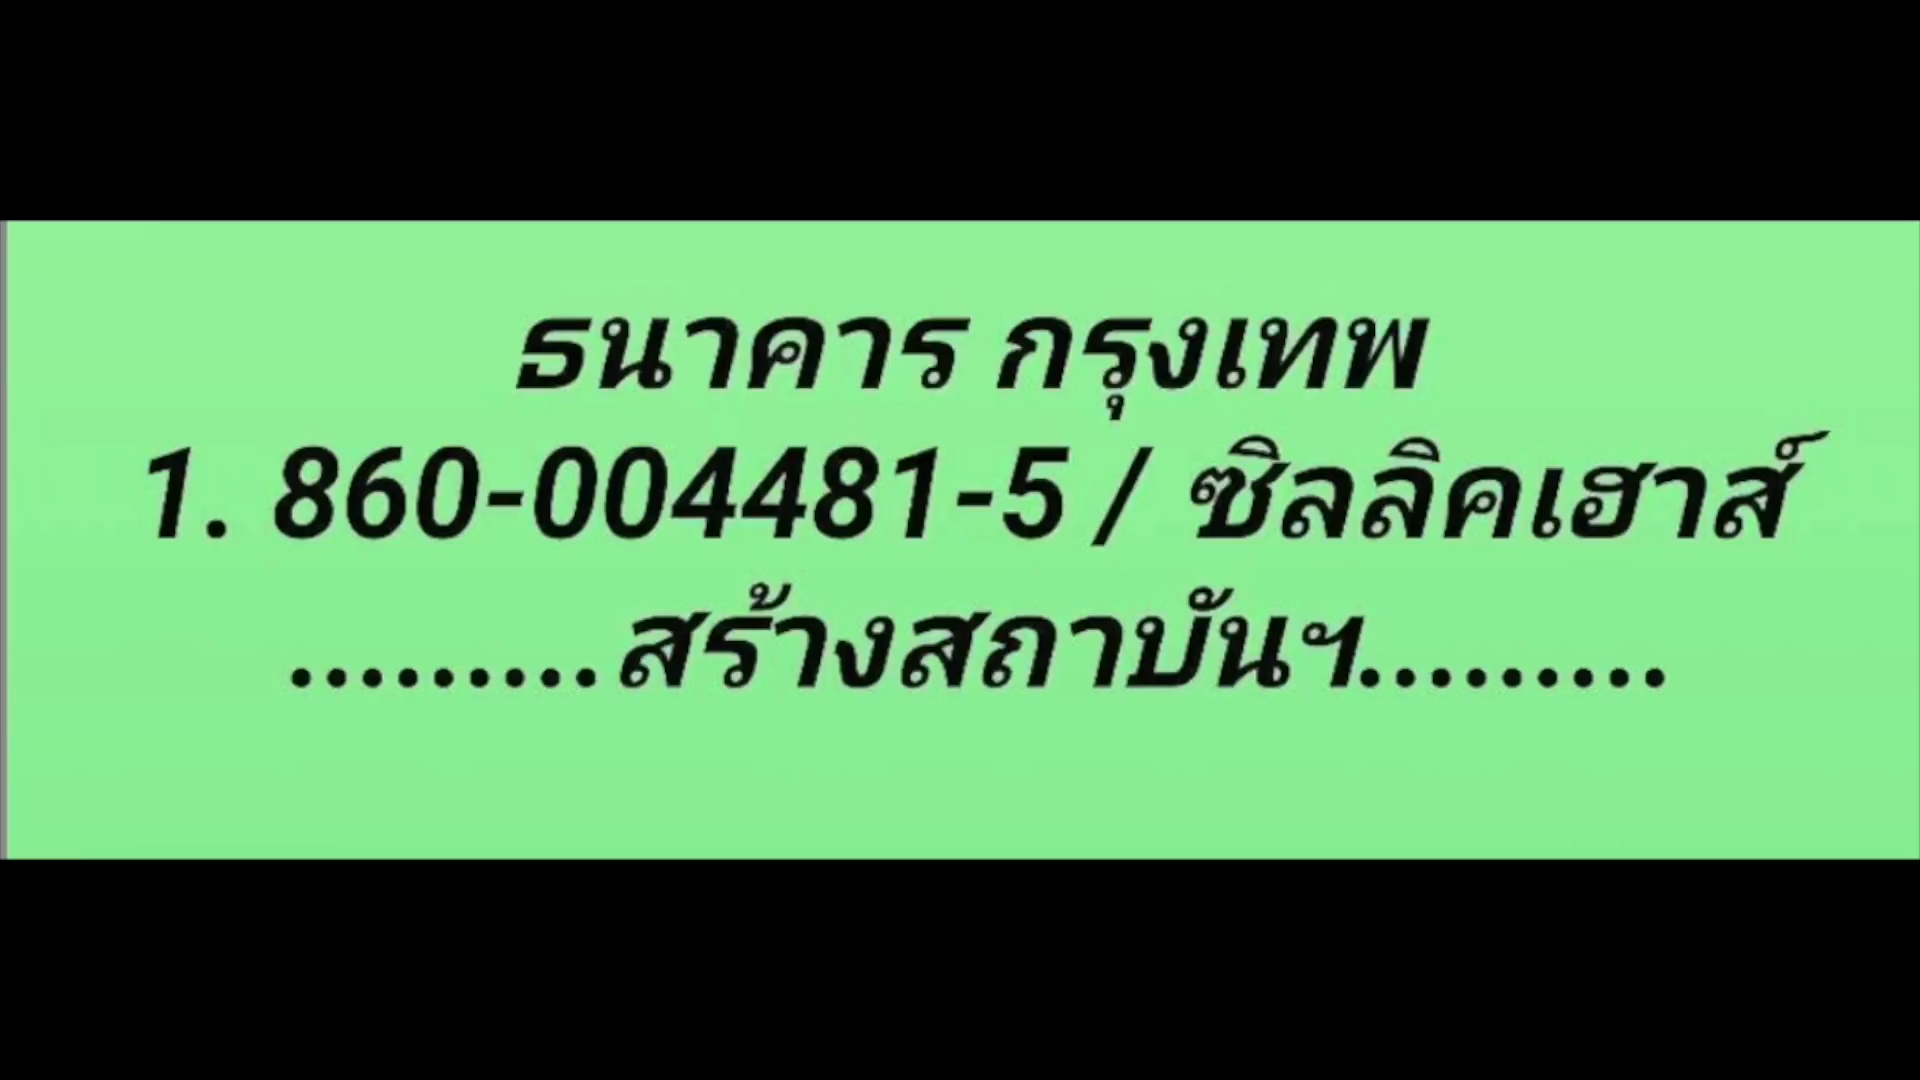 ธนาคาร กรุงเทพ
1. 860-004481-5 / ซิลลิคเฮาส์
.........สร้างสถาบันฯ.........